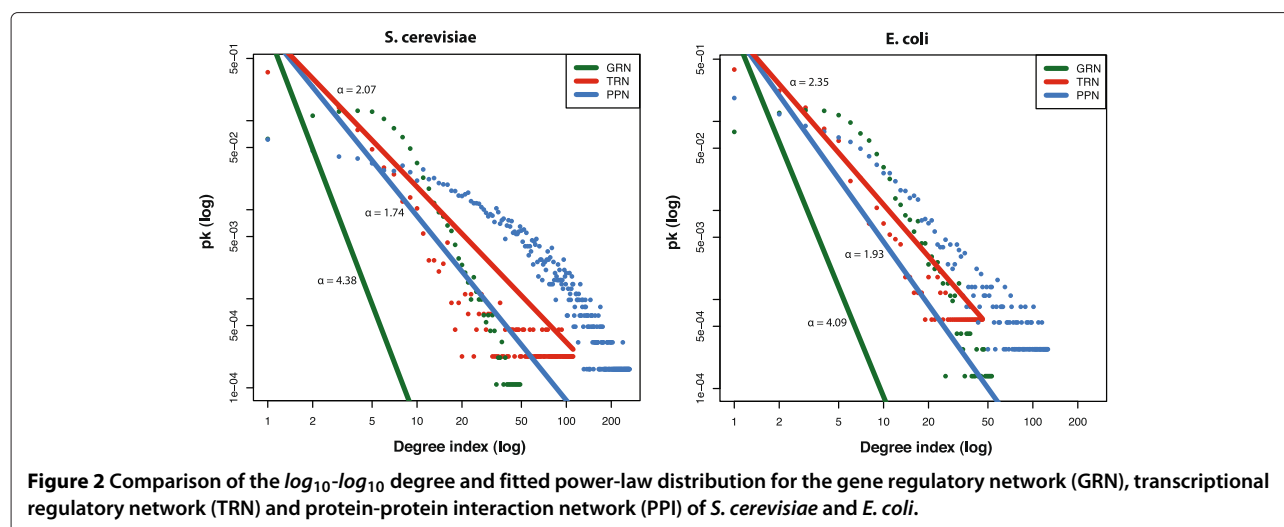 S. cerevisiae
5e−01
5e−02
5e−03
5e−04
1e−04
pk (log)
GRN
TRN
PPN
α = 2.07
α = 1.74
α = 4.38
1
2
5
10
20
50
100
200
Degree index (log)
E. coli
5e−01
5e−02
5e−03
5e−04
1e−04
pk (log)
GRN
TRN
PPN
α = 2.35
α = 1.93
α = 4.09
1
2
5
10
20
50
100
200
Degree index (log)
Figure 2 Comparison of the log10-log10 degree and fitted power-law distribution for the gene regulatory network (GRN), transcriptional
regulatory network (TRN) and protein-protein interaction network (PPI) of S. cerevisiae and E. coli.